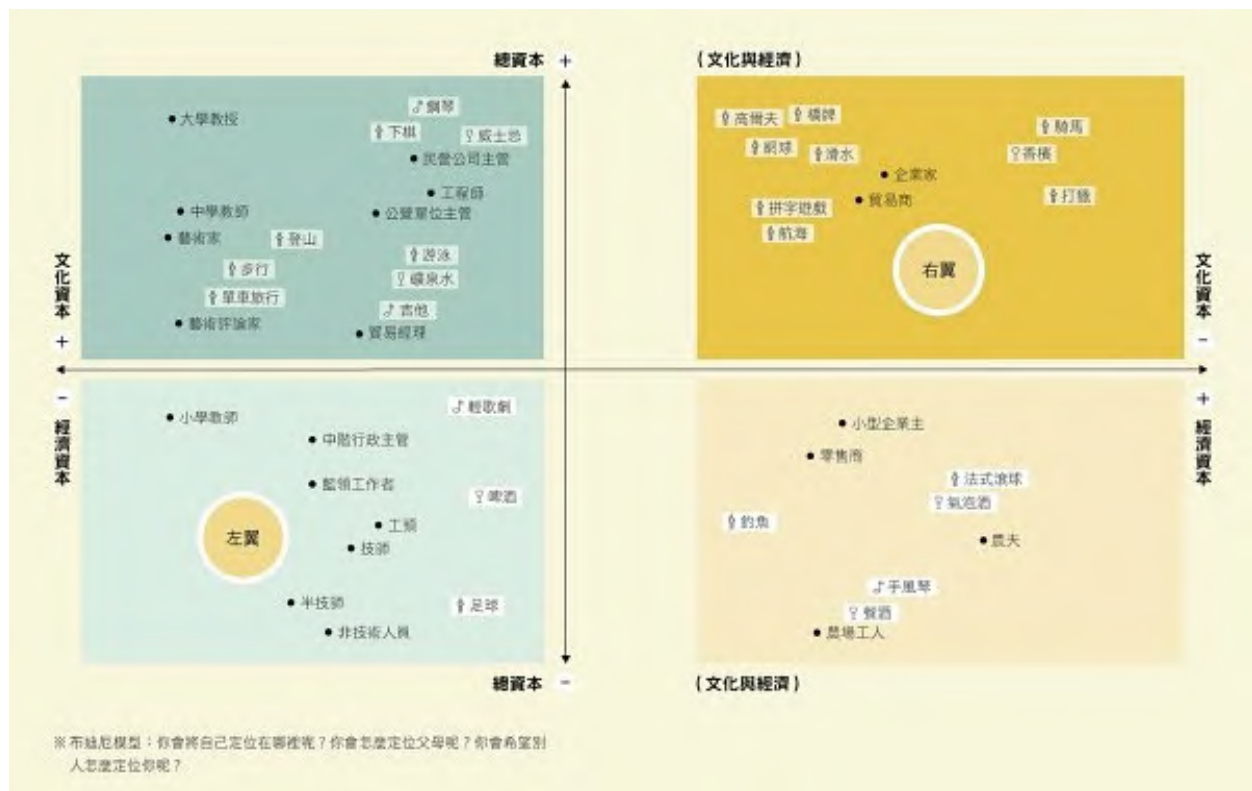 總資本 +
(文化與經濟)
大學教授
鋼琴
下棋
威士忌
民營公司主管
工程師
公營單位主管
中學教師
藝術家
登山
步行
單車旅行
藝術評論家
游泳
礦泉水
吉他
貿易經理
高爾夫
橋牌
網球
滑水
騎馬
香檳
企業家
貿易商
打獵
拼字遊戲
航海
右翼
文化資本 +
- 經濟資本
文化資本 -
+ 經濟資本
小學教師
輕歌劇
中階行政主管
藍領工作者
啤酒
左翼
工頭
技師
半技師
足球
非技術人員
小型企業主
零售商
法式滾球
氣泡酒
釣魚
農夫
手風琴
餐酒
農場工人
總資本 -
(文化與經濟)
※ 布迪厄模型：你會將自己定位在哪裡呢？你會怎麼定位父母呢？你會希望別
人怎麼定位你呢？